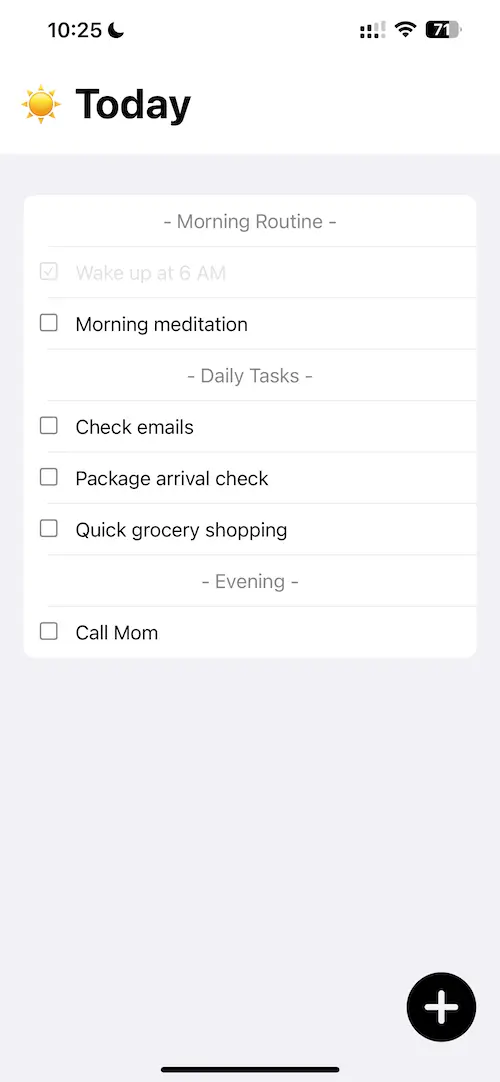 10:25
71
Today
- Morning Routine -
Wake up at 6 AM
Morning meditation
- Daily Tasks -
Check emails
Package arrival check
Quick grocery shopping
- Evening -
Call Mom